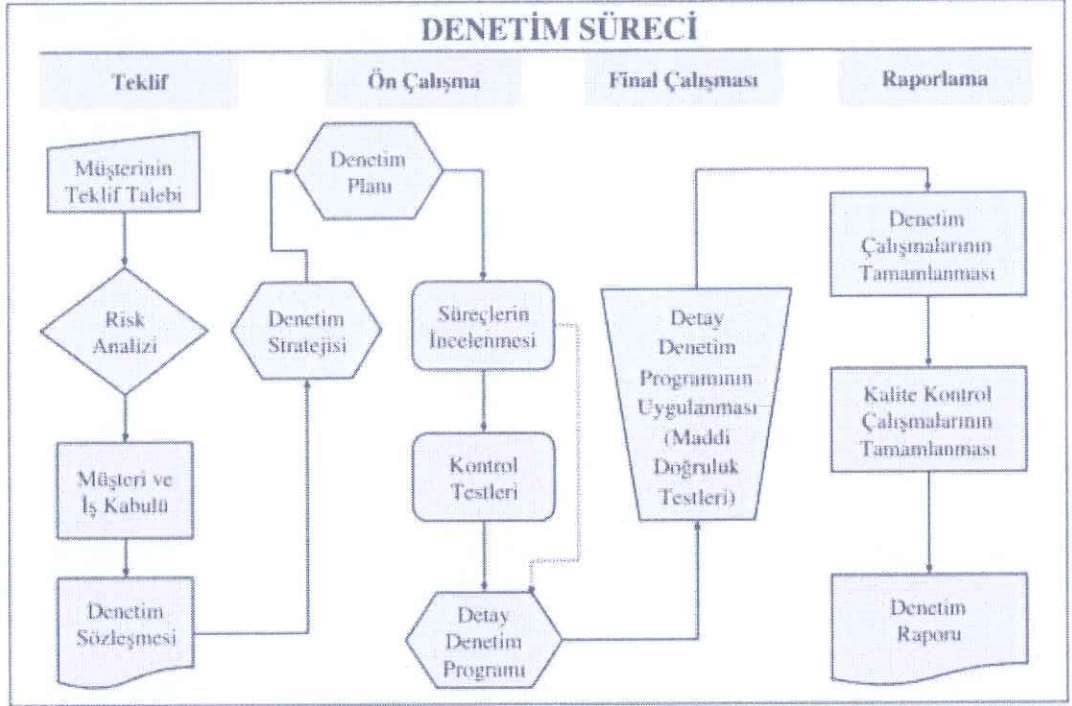 DENETİM SÜRECİ
Teklif
Ön Çalışma
Final Çalışması
Raporlama
Müşterinin
Teklif Talebi
Risk
Analizi
Müşteri ve
İş Kabulü
Denetim
Sözleşmesi
Denetim
Stratejisi
Denetim
Planı
Süreçlerin
İncelenmesi
Kontrol
Testleri
Detay
Denetim
Programı
Detay
Denetim
Programının
Uygulanması
(Maddi
Doğruluk
Testleri)
Denetim
Çalışmalarının
Tamamlanması
Kalite Kontrol
Çalışmalarının
Tamamlanması
Denetim
Raporu